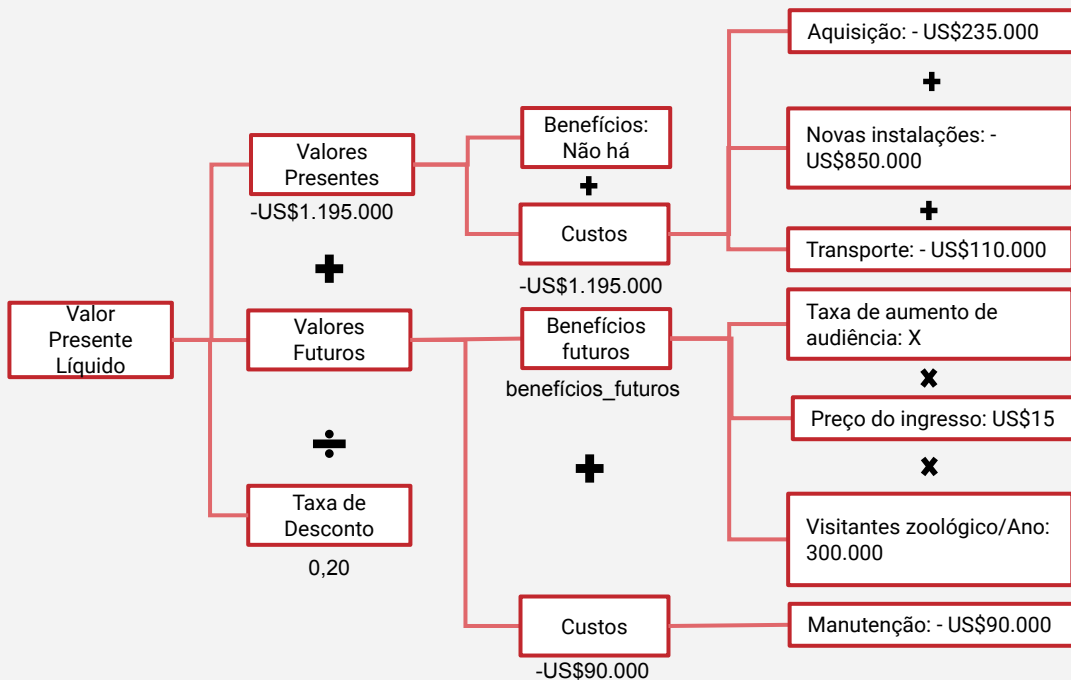 Aquisição: - US$235.000
+
Novas instalações: -
US$850.000
+
Transporte: - US$110.000
Benefícios:
Não há
+
Custos
-US$1.195.000
Valores
Presentes
-US$1.195.000
+
Valor
Presente
Líquido
Valores
Futuros
÷
Taxa de
Desconto
0,20
Benefícios
futuros
benefícios_futuros
+
Custos
-US$90.000
Taxa de aumento de
audiência: X
×
Preço do ingresso: US$15
×
Visitantes zoológico/Ano:
300.000
Manutenção: - US$90.000